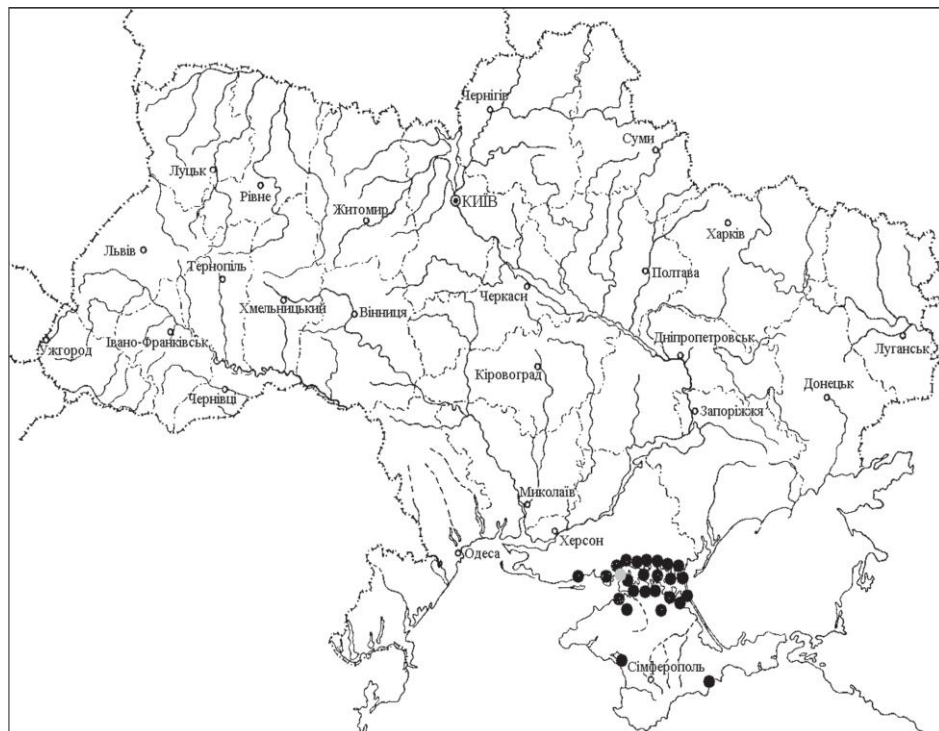 Чернігів
Суми
Луцьк
Рівне
КИЇВ
Житомир
Харків
Львів
Тернопіль
Полтава
Черкаси
Хмельницький
Вінниця
Івано-Франківськ
Ужгород
Дніпропетровськ
Луганськ
Кіровоград
Донецьк
Чернівці
Запоріжжя
Миколаїв
Херсон
Одеса
Сімферополь